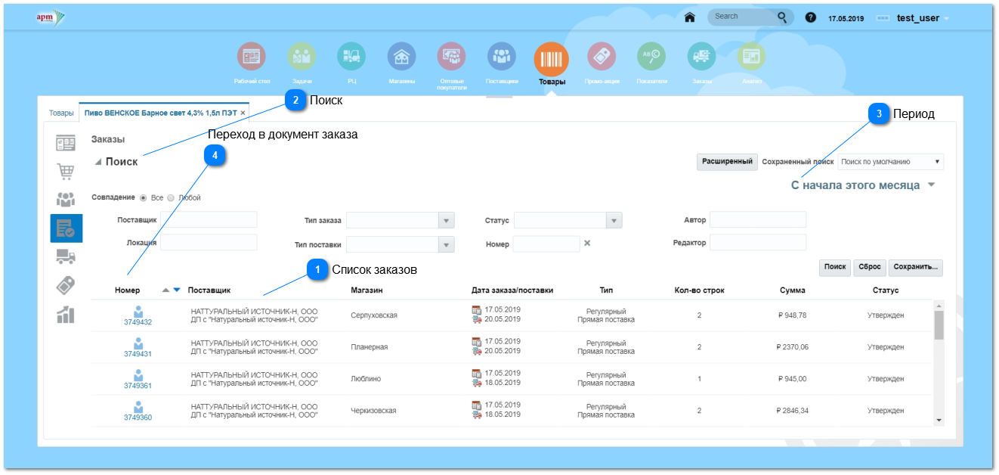 арт
Search
?
17.05.2019
test_user
Рабочий стол
Задачи
РЦ
Магазины
Оптовые покупатели
Поставщики
Товары
Промо-акции
Показатели
Заказы
Анализ
Товары
Пиво ВЕНСКОЕ Барное свет 4,3% 1,5л ПЭТ ×
2 Поиск
3 Период
Заказы
Переход в документ заказа
4
Поиск
Расширенный
Сохраненный поиск
Поиск по умолчанию
С начала этого месяца
Совпадение
Все
Любой
Поставщик
Тип заказа
Статус
Автор
Локация
Тип поставки
Номер
Редактор
1 Список заказов
Поиск
Сброс
Сохранить...
Номер Поставщик Магазин Дата заказа/поставки Тип Кол-во строк Сумма Статус
3749432 НАТТУРАЛЬНЫЙ ИСТОЧНИК-Н, ООО Серпуховская 17.05.2019 Регулярный 2 ₽ 948,78 Утвержден
ДП с "Натуральный источник-Н, ООО" 20.05.2019 Прямая поставка
3749431 НАТТУРАЛЬНЫЙ ИСТОЧНИК-Н, ООО Планерная 17.05.2019 Регулярный 2 ₽ 2370,06 Утвержден
ДП с "Натуральный источник-Н, ООО" 20.05.2019 Прямая поставка
3749361 НАТТУРАЛЬНЫЙ ИСТОЧНИК-Н, ООО Люблино 17.05.2019 Регулярный 1 ₽ 945,00 Утвержден
ДП с "Натуральный источник-Н, ООО" 18.05.2019 Прямая поставка
3749360 НАТТУРАЛЬНЫЙ ИСТОЧНИК-Н, ООО Черкизовская 17.05.2019 Регулярный 2 ₽ 2846,34 Утвержден
ДП с "Натуральный источник-Н, ООО" 18.05.2019 Прямая поставка